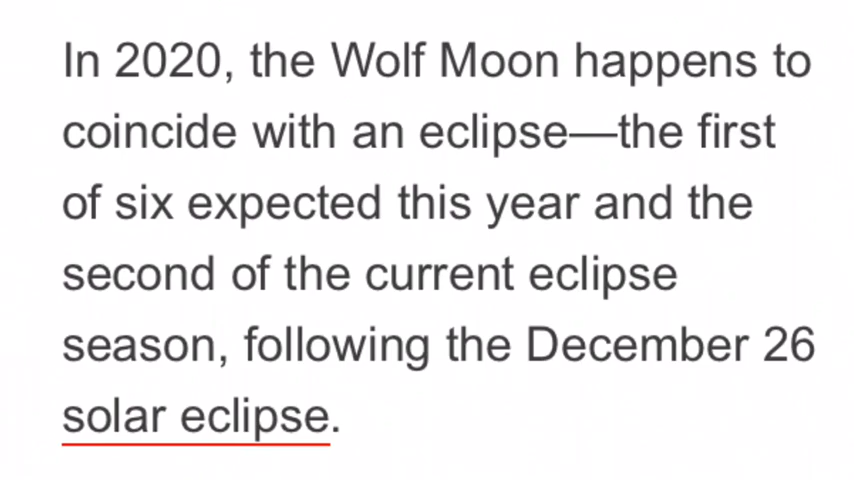 In 2020, the Wolf Moon happens to
coincide with an eclipse—the first
of six expected this year and the
second of the current eclipse
season, following the December 26
solar eclipse.